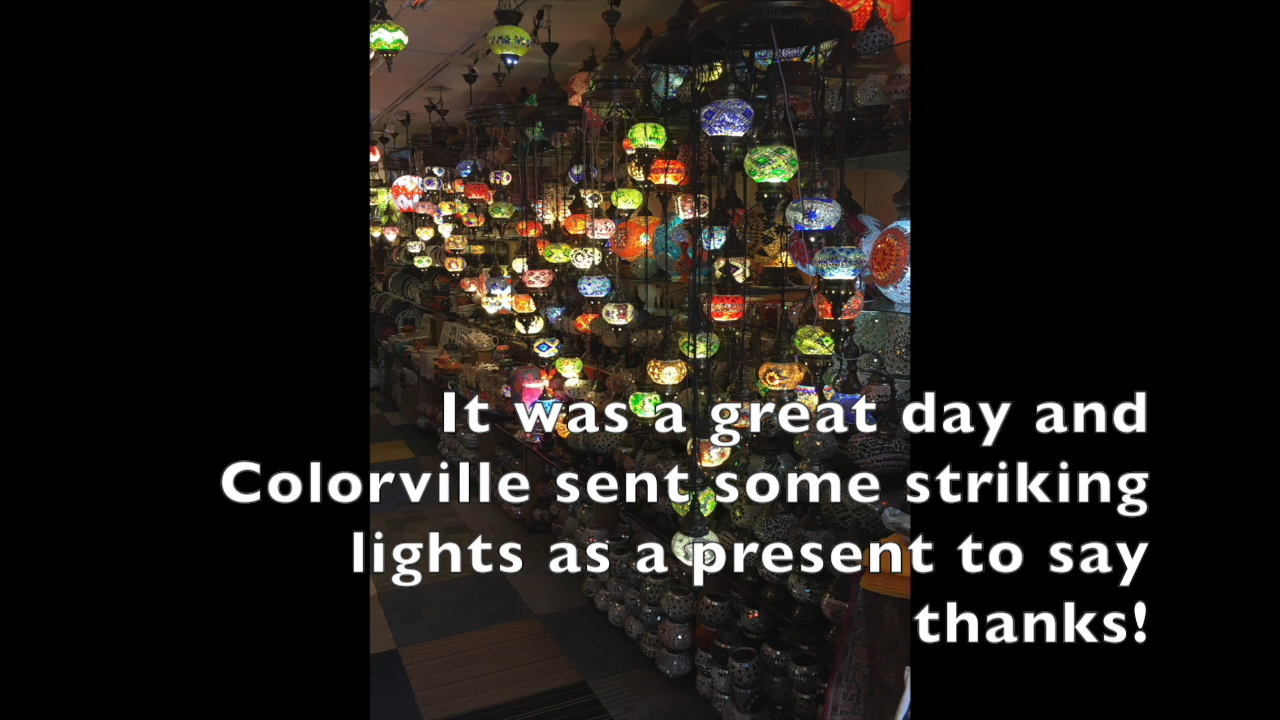 It was a great day and
Colorville sent some striking
lights as a present to say
thanks!